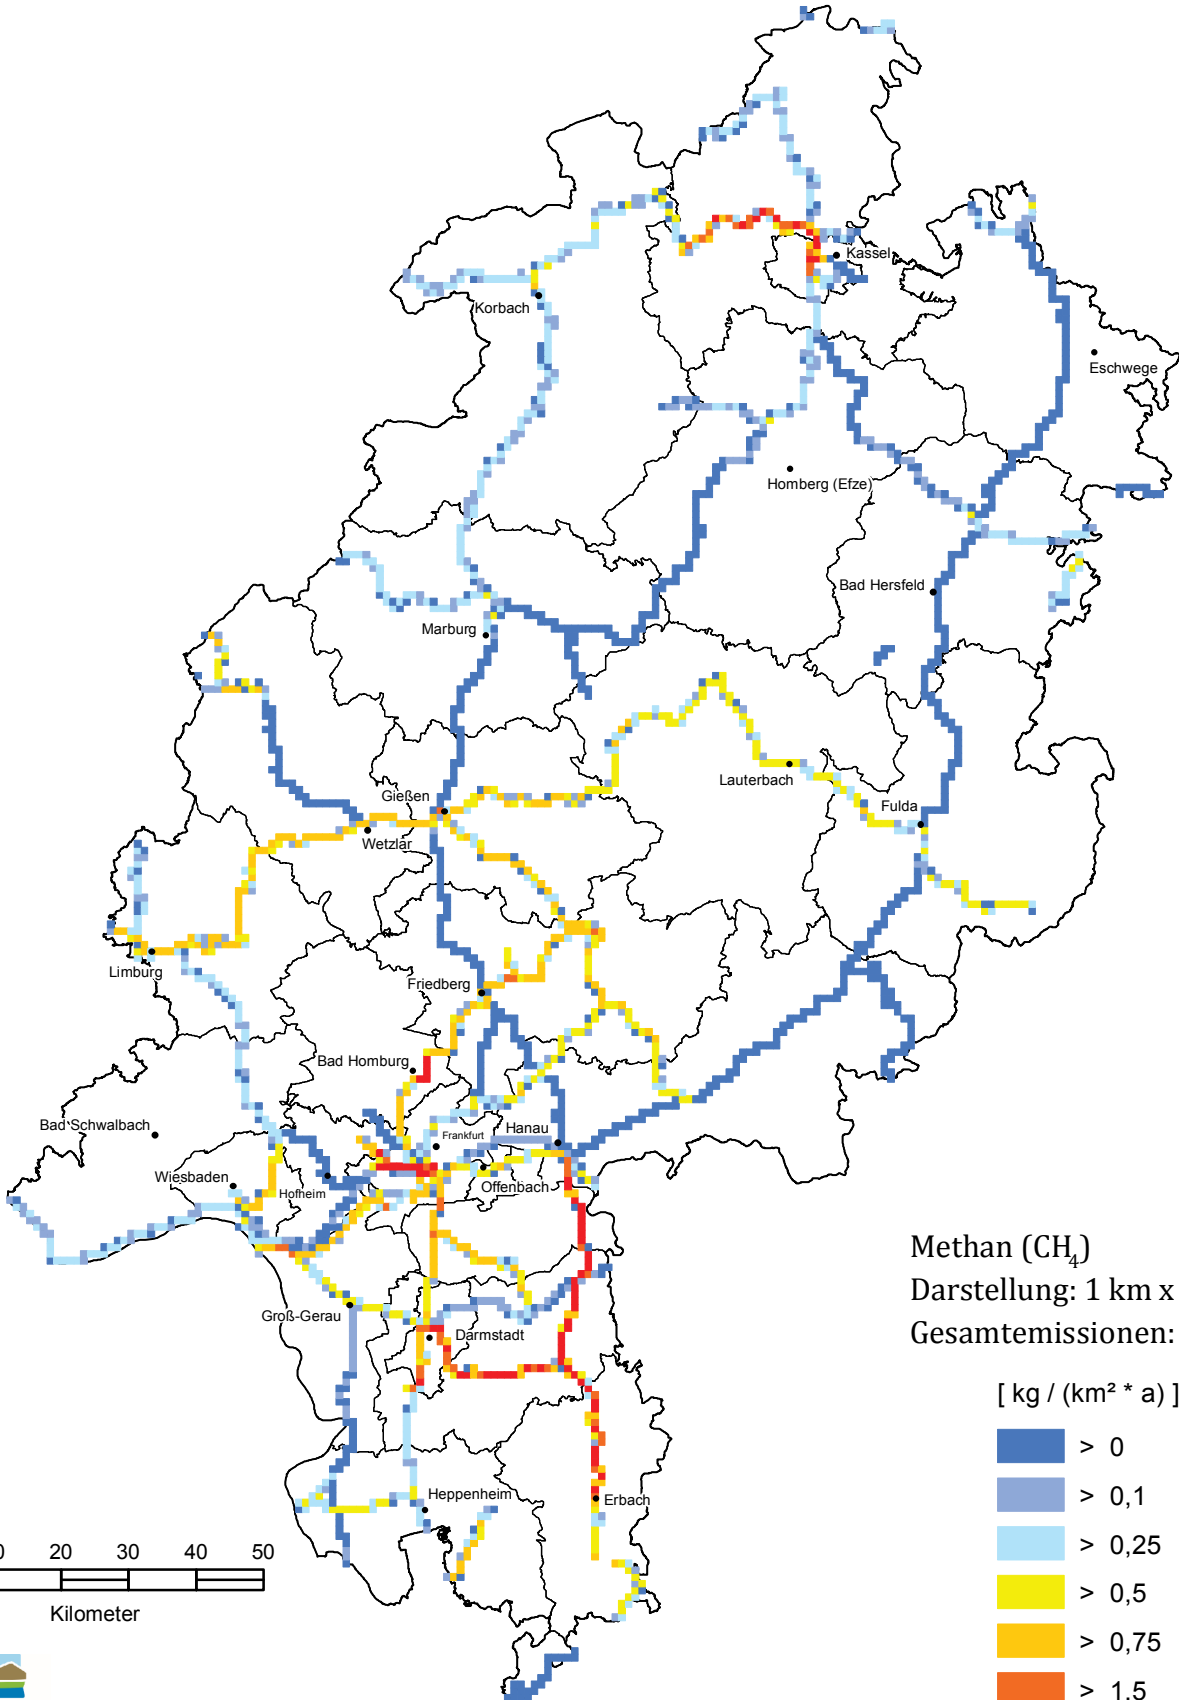 Kassel
Korbach
Eschwege
Homberg (Efze)
Bad Hersfeld
Marburg
Lauterbach
Gießen
Fulda
Wetzlar
Limburg
Friedberg
Bad Homburg
Bad Schwalbach
Frankfurt
Hanau
Wiesbaden
Hofheim
Offenbach
Groß-Gerau
Darmstadt
Heppenheim
Erbach
Methan (CH₄)
Darstellung: 1 km x
Gesamtemissionen:
[ kg / (km² * a) ]
> 0
> 0,1
> 0,25
> 0,5
> 0,75
> 1,5
0 20 30 40 50
Kilometer